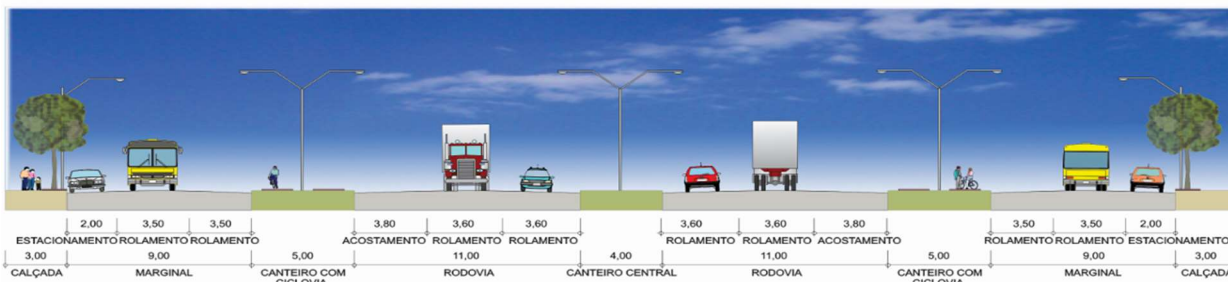 2,00 3,50 3,50 3,80 3,60 3,60 3,60 3,60 3,80 3,50 3,50 2,00
ESTACIONAMENTO ROLAMENTO ROLAMENTO ACOSTAMENTO ROLAMENTO ROLAMENTO ROLAMENTO ROLAMENTO ACOSTAMENTO ROLAMENTO ROLAMENTO ESTACIONAMENTO
3,00 9,00 5,00 11,00 4,00 11,00 5,00 9,00 3,00
CALÇADA MARGINAL CANTEIRO COM RODOVIA CANTEIRO CENTRAL RODOVIA CANTEIRO COM MARGINAL CALÇADA
CICLOVIA CICLOVIA